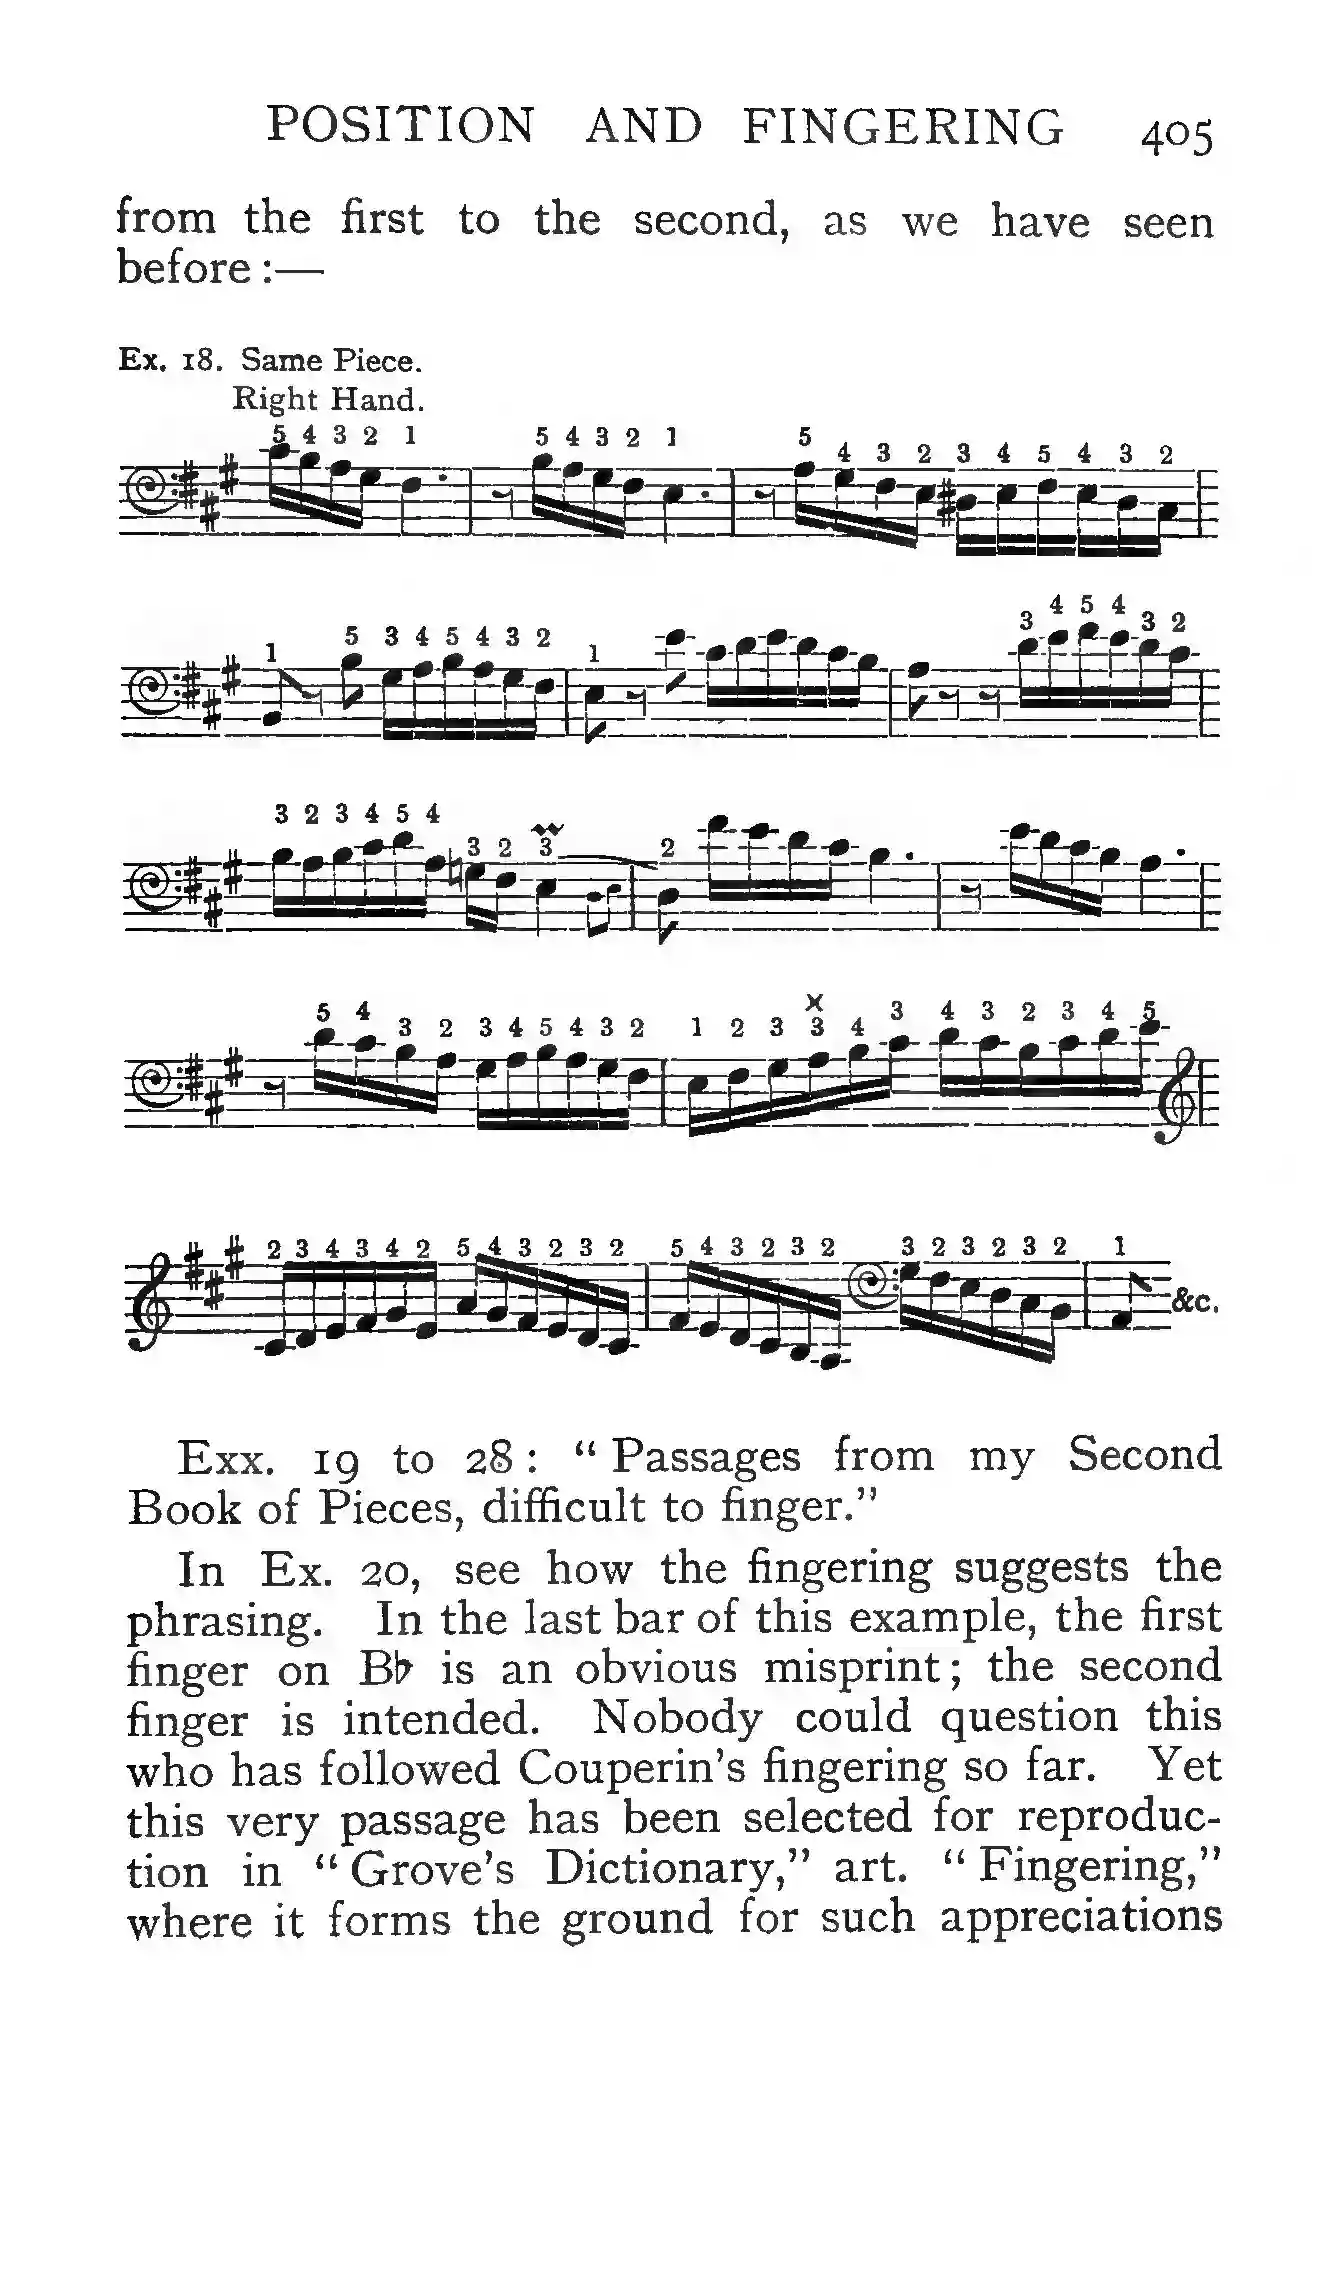 POSITION AND FINGERING 405
from the first to the second, as we have seen
before :—
Ex. 18. Same Piece.
Right Hand.
5 4 3 2 1 5 4 3 2 1 5 4 3 2 3 4 5 4 3 2
1 5 3 4 5 4 3 2 1 3 4 5 4 3 2
3 2 3 4 5 4 3 2 3 2
5 4 3 2 3 4 5 4 3 2 1 2 3 x 3 4 3 4 3 2 3 4 5
2 3 4 3 4 2 5 4 3 2 3 2 5 4 3 2 3 2 3 2 3 2 3 2 1 &c.
Exx. 19 to 28 : “ Passages from my Second
Book of Pieces, difficult to finger.”
In Ex. 20, see how the fingering suggests the
phrasing. In the last bar of this example, the first
finger on B♭ is an obvious misprint ; the second
finger is intended. Nobody could question this
who has followed Couperin’s fingering so far. Yet
this very passage has been selected for reproduc-
tion in “ Grove’s Dictionary,” art. “ Fingering,”
where it forms the ground for such appreciations